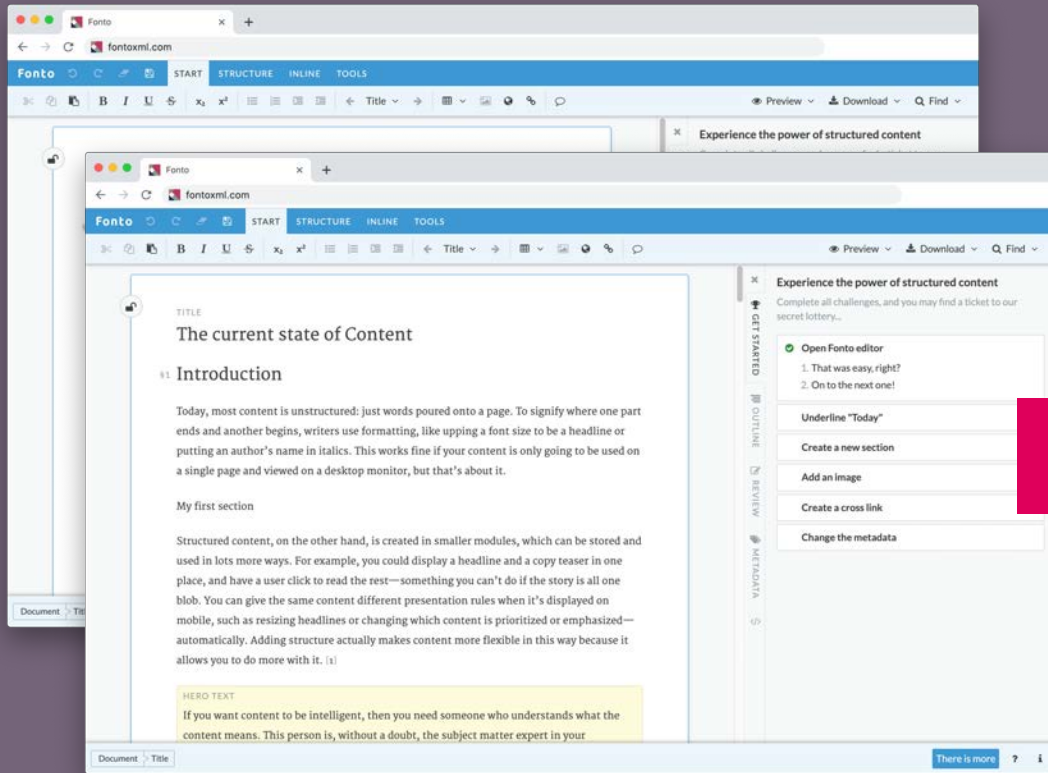 Fonto
fontoxml.com
Fonto START STRUCTURE INLINE TOOLS
B I U S x₂ x² Title Preview Download Find
Experience the power of structured content
Document
Fonto
fontoxml.com
Fonto START STRUCTURE INLINE TOOLS
B I U S x₂ x² Title Preview Download Find
TITLE
The current state of Content
§1 Introduction
Today, most content is unstructured: just words poured onto a page. To signify where one part
ends and another begins, writers use formatting, like upping a font size to be a headline or
putting an author's name in italics. This works fine if your content is only going to be used on
a single page and viewed on a desktop monitor, but that's about it.
My first section
Structured content, on the other hand, is created in smaller modules, which can be stored and
used in lots more ways. For example, you could display a headline and a copy teaser in one
place, and have a user click to read the rest—something you can't do if the story is all one
blob. You can give the same content different presentation rules when it's displayed on
mobile, such as resizing headlines or changing which content is prioritized or emphasized—
automatically. Adding structure actually makes content more flexible in this way because it
allows you to do more with it. [1]
HERO TEXT
If you want content to be intelligent, then you need someone who understands what the
content means. This person is, without a doubt, the subject matter expert in your
GET STARTED
OUTLINE
REVIEW
METADATA
</>
Experience the power of structured content
Complete all challenges, and you may find a ticket to our
secret lottery...
Open Fonto editor
1. That was easy, right?
2. On to the next one!
Underline "Today"
Create a new section
Add an image
Create a cross link
Change the metadata
Document Title
There is more ? i